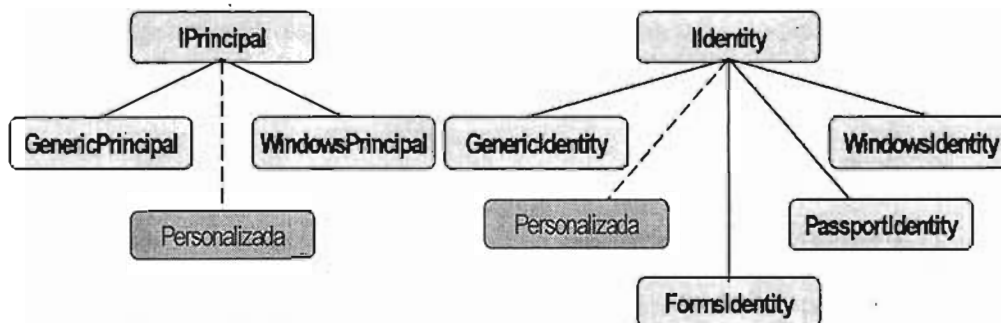 IPrincipal
IIdentity
GenericPrincipal
WindowsPrincipal
GenericIdentity
WindowsIdentity
Personalizada
Personalizada
PassportIdentity
FormsIdentity